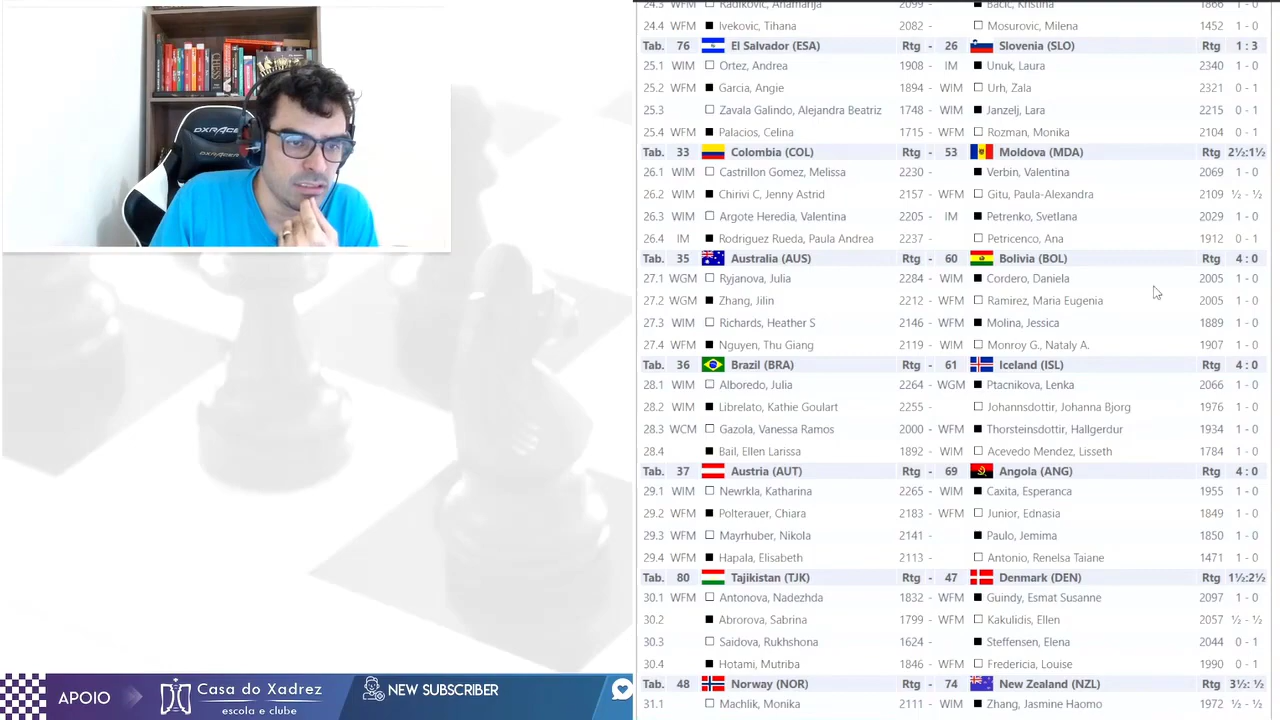 DXRACER
DXRACER
CHESS
24.3 WFM Radikovic, Anamarija 2099 - Bacic, Kristina 1866 1 - 0
24.4 WFM Ivekovic, Tihana 2082 - Mosurovic, Milena 1452 1 - 0
Tab. 76 El Salvador (ESA) Rtg - 26 Slovenia (SLO) Rtg 1 : 3
25.1 WIM Ortez, Andrea 1908 - IM Unuk, Laura 2340 1 - 0
25.2 WFM Garcia, Angie 1894 - WIM Urh, Zala 2321 0 - 1
25.3 Zavala Galindo, Alejandra Beatriz 1748 - WIM Janzelj, Lara 2215 0 - 1
25.4 WFM Palacios, Celina 1715 - WFM Rozman, Monika 2104 0 - 1
Tab. 33 Colombia (COL) Rtg - 53 Moldova (MDA) Rtg 2½:1½
26.1 WIM Castrillon Gomez, Melissa 2230 - Verbin, Valentina 2069 1 - 0
26.2 WIM Chirivi C, Jenny Astrid 2157 - WFM Gitu, Paula-Alexandra 2109 ½ - ½
26.3 WIM Argote Heredia, Valentina 2205 - IM Petrenko, Svetlana 2029 1 - 0
26.4 IM Rodriguez Rueda, Paula Andrea 2237 - Petricenco, Ana 1912 0 - 1
Tab. 35 Australia (AUS) Rtg - 60 Bolivia (BOL) Rtg 4 : 0
27.1 WGM Ryjanova, Julia 2284 - WIM Cordero, Daniela 2005 1 - 0
27.2 WGM Zhang, Jilin 2212 - WFM Ramirez, Maria Eugenia 2005 1 - 0
27.3 WIM Richards, Heather S 2146 - WFM Molina, Jessica 1889 1 - 0
27.4 WFM Nguyen, Thu Giang 2119 - WIM Monroy G., Nataly A. 1907 1 - 0
Tab. 36 Brazil (BRA) Rtg - 61 Iceland (ISL) Rtg 4 : 0
28.1 WIM Alboredo, Julia 2264 - WGM Ptacnikova, Lenka 2066 1 - 0
28.2 WIM Librelato, Kathie Goulart 2255 - Johannsdottir, Johanna Bjorg 1976 1 - 0
28.3 WCM Gazola, Vanessa Ramos 2000 - WFM Thorsteinsdottir, Hallgerdur 1934 1 - 0
28.4 Bail, Ellen Larissa 1892 - WIM Acevedo Mendez, Lisseth 1784 1 - 0
Tab. 37 Austria (AUT) Rtg - 69 Angola (ANG) Rtg 4 : 0
29.1 WIM Newrkla, Katharina 2265 - WIM Caxita, Esperanca 1955 1 - 0
29.2 WFM Polterauer, Chiara 2183 - WFM Junior, Ednasia 1849 1 - 0
29.3 WFM Mayrhuber, Nikola 2141 - Paulo, Jemima 1850 1 - 0
29.4 WFM Hapala, Elisabeth 2113 - Antonio, Renelsa Taiane 1471 1 - 0
Tab. 80 Tajikistan (TJK) Rtg - 47 Denmark (DEN) Rtg 1½:2½
30.1 WFM Antonova, Nadezhda 1832 - WFM Guindy, Esmat Susanne 2097 1 - 0
30.2 Abrorova, Sabrina 1799 - WFM Kakulidis, Ellen 2057 ½ - ½
30.3 Saidova, Rukhshona 1624 - Steffensen, Elena 2044 0 - 1
30.4 Hotami, Mutriba 1846 - WFM Fredericia, Louise 1990 0 - 1
Tab. 48 Norway (NOR) Rtg - 74 New Zealand (NZL) Rtg 3½: ½
31.1 Machlik, Monika 2111 - WIM Zhang, Jasmine Haomo 1972 ½ - ½
APOIO
Casa do Xadrez
escola e clube
NEW SUBSCRIBER